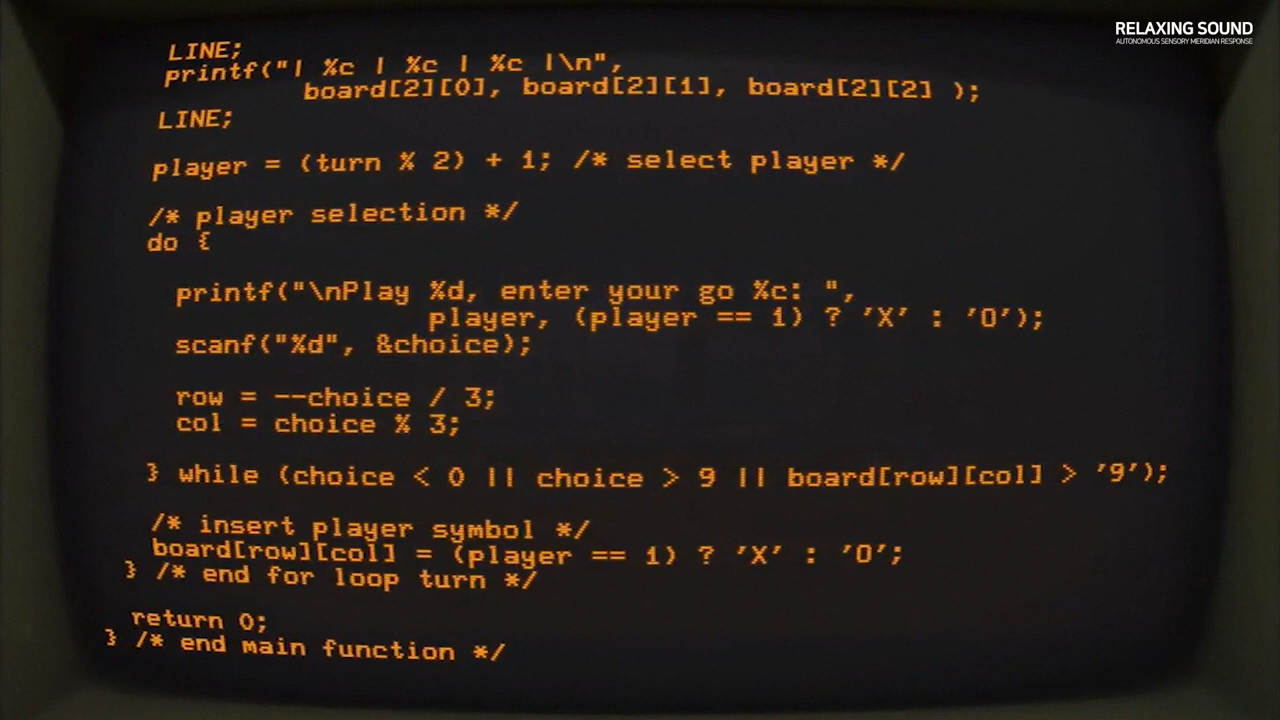 RELAXING SOUND
AUTONOMOUS SENSORY MERIDIAN RESPONSE
LINE;
printf("| %c | %c | %c |\n",
board[2][0], board[2][1], board[2][2] );
LINE;
player = (turn % 2) + 1; /* select player */
/* player selection */
do {
printf("\nPlay %d, enter your go %c: ",
player, (player == 1) ? 'X' : 'O');
scanf("%d", &choice);
row = --choice / 3;
col = choice % 3;
} while (choice < 0 || choice > 9 || board[row][col] > '9');
/* insert player symbol */
board[row][col] = (player == 1) ? 'X' : 'O';
} /* end for loop turn */
return 0;
} /* end main function */